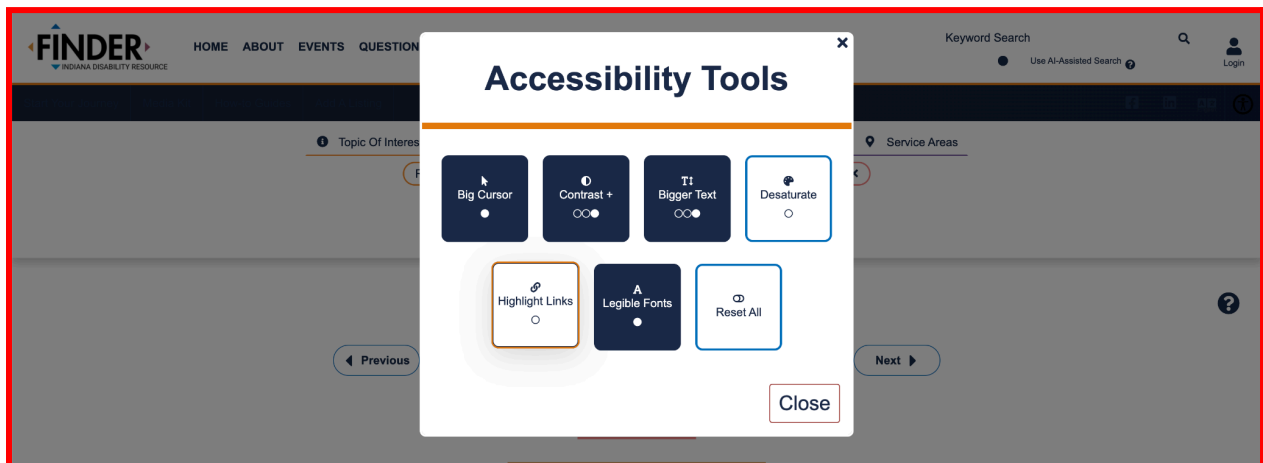 FINDER
INDIANA DISABILITY RESOURCE
HOME ABOUT EVENTS QUESTION
Keyword Search
Use AI-Assisted Search
Login
Accessibility Tools
Topic Of Interes
Service Areas
Big Cursor
Contrast +
Bigger Text
Desaturate
Highlight Links
Legible Fonts
Reset All
Previous
Next
Close